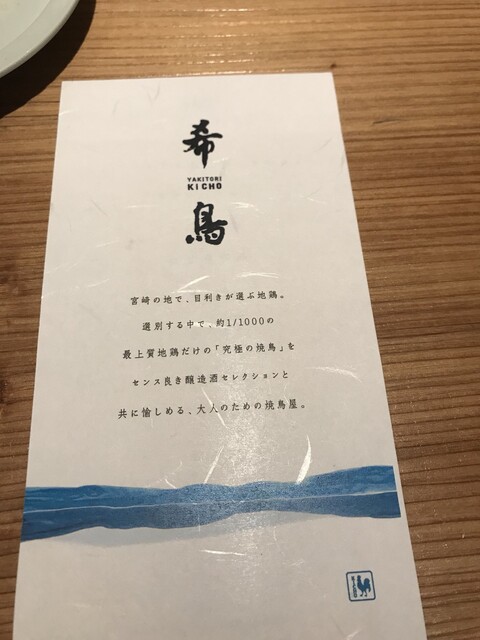 希
YAKITORI
KICHO
鳥
宮崎の地で、目利きが選ぶ地鶏。
選別する中で、約1/1000の
最上質地鶏だけの「究極の焼鳥」を
センス良き醸造酒セレクションと
共に愉しめる、大人のための焼鳥屋。